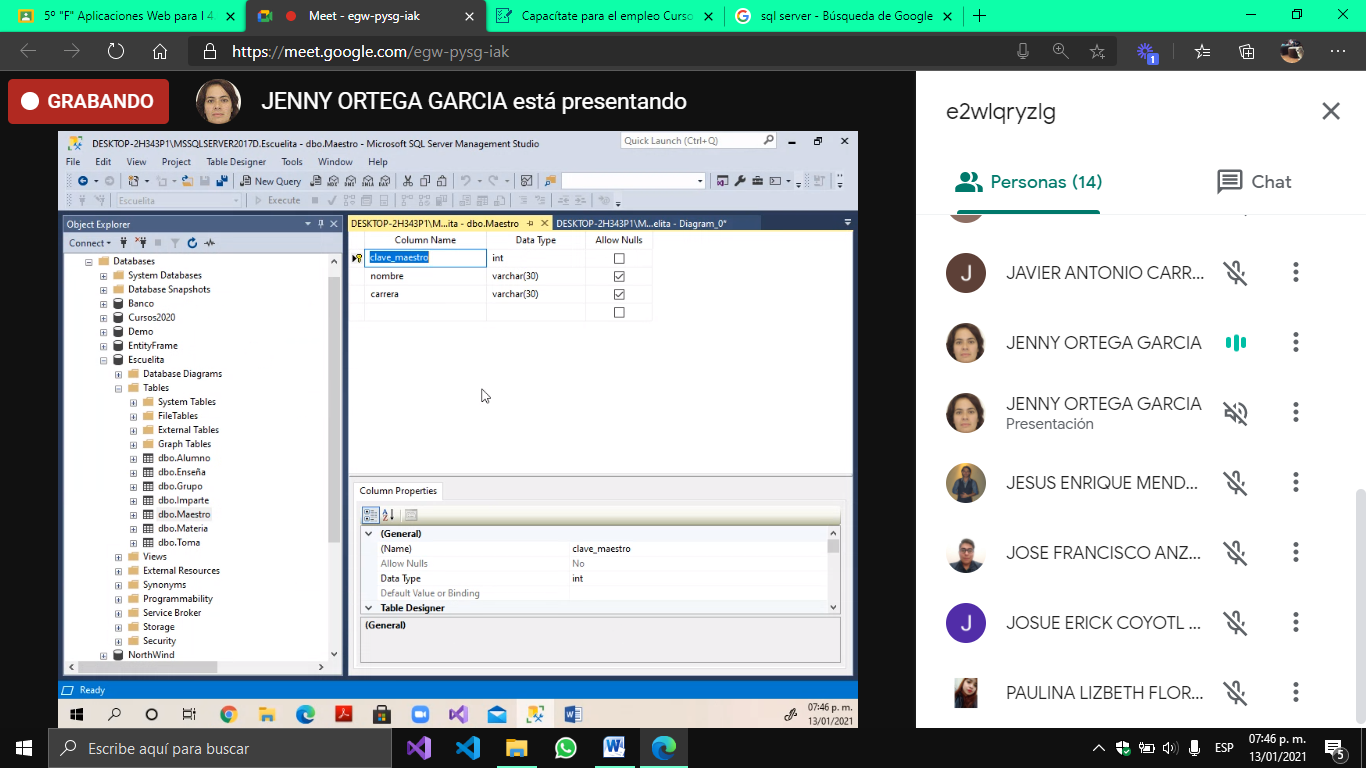 5º "F" Aplicaciones Web para I 4.
Meet - egw-pysg-iak
Capacítate para el empleo Curso
sql server - Búsqueda de Google
https://meet.google.com/egw-pysg-iak
1
GRABANDO
JENNY ORTEGA GARCIA está presentando
DESKTOP-2H343P1\MSSQLSERVER2017D.Escuelita - dbo.Maestro - Microsoft SQL Server Management Studio
Quick Launch (Ctrl+Q)
File Edit View Project Table Designer Tools Window Help
New Query
Escuelita
Execute
Object Explorer
Connect
Databases
System Databases
Database Snapshots
Banco
Cursos2020
Demo
EntityFrame
Escuelita
Database Diagrams
Tables
System Tables
FileTables
External Tables
Graph Tables
dbo.Alumno
dbo.Enseña
dbo.Grupo
dbo.Imparte
dbo.Maestro
dbo.Materia
dbo.Toma
Views
External Resources
Synonyms
Programmability
Service Broker
Storage
Security
NorthWind
DESKTOP-2H343P1\M...ita - dbo.Maestro
DESKTOP-2H343P1\M...elita - Diagram_0*
Column Name Data Type Allow Nulls
clave_maestro int
nombre varchar(30)
carrera varchar(30)
Column Properties
(General)
(Name) clave_maestro
Allow Nulls No
Data Type int
Default Value or Binding
Table Designer
(General)
Ready
07:46 p. m.
13/01/2021
e2wlqryzlg
Personas (14)
Chat
JAVIER ANTONIO CARR...
JENNY ORTEGA GARCIA
JENNY ORTEGA GARCIA
Presentación
JESUS ENRIQUE MEND...
JOSE FRANCISCO ANZ...
JOSUE ERICK COYOTL ...
PAULINA LIZBETH FLOR...
Escribe aquí para buscar
ESP
07:46 p. m.
13/01/2021
5